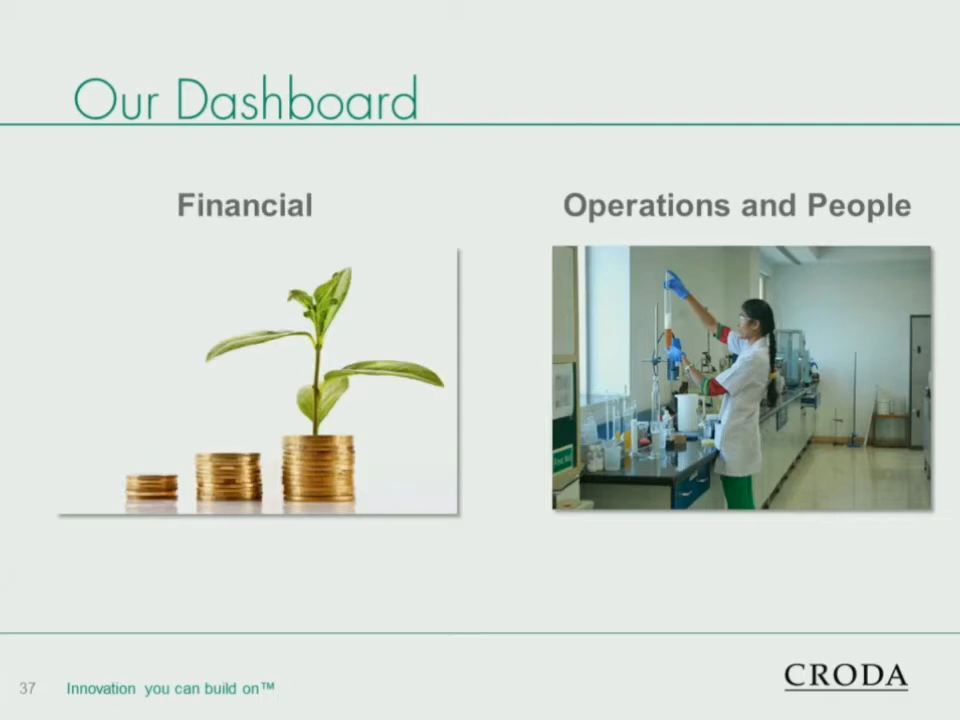 Our Dashboard
Financial
Operations and People
37
Innovation you can build on™
CRODA